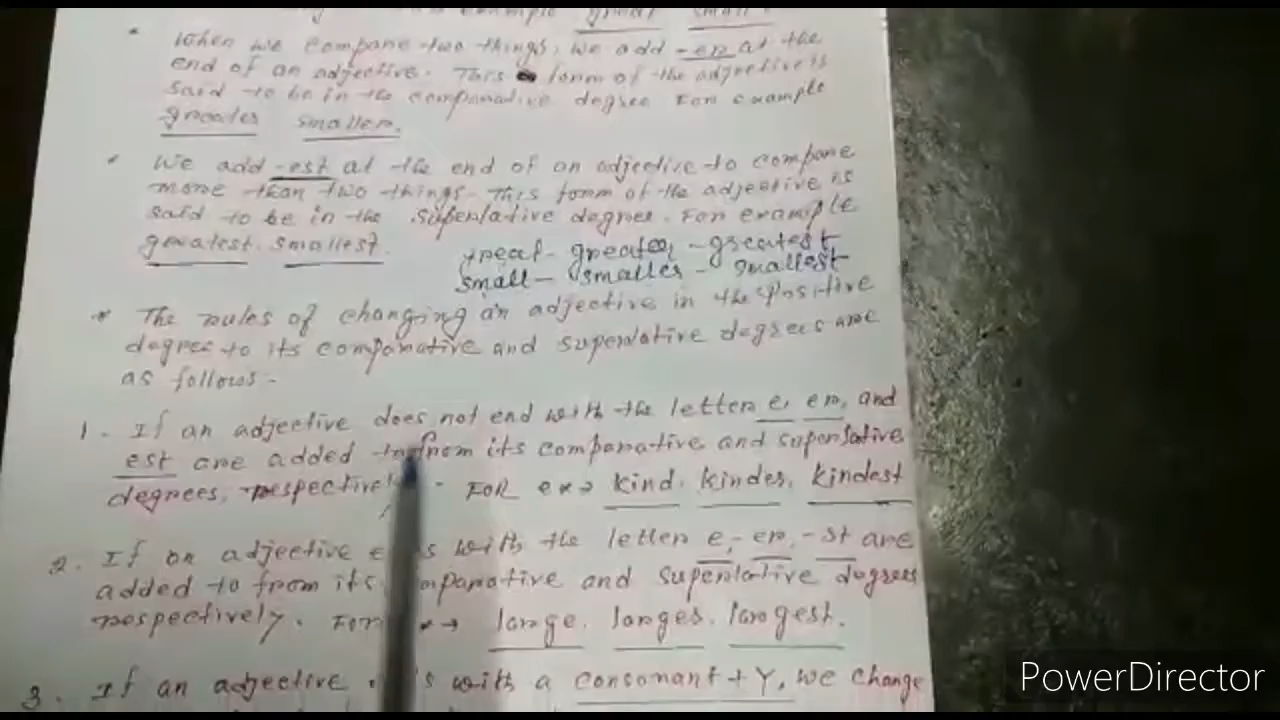 example great small.
* When we compare two things, we add -er at the
end of an adjective. This form of the adjective is
said to be in the comparative degree For example
greater smaller.
* We add -est at the end of an adjective to compare
more than two things. This form of the adjective is
said to be in the superlative degree. For example
greatest. smallest.
great - greater - greatest
small - smaller - smallest
* The rules of changing an adjective in the positive
degree to its comparative and superlative degrees are
as follows -
1. If an adjective does not end with the letter e, er, and
est are added to from its comparative and superlative
degrees, respectively. For ex → kind. kinder. kindest
2. If an adjective with the letter e, - er, - st are
added to from its comparative and superlative degrees
respectively. For → large. larger. largest.
3. If an adjective with a consonant + Y, we change
PowerDirector